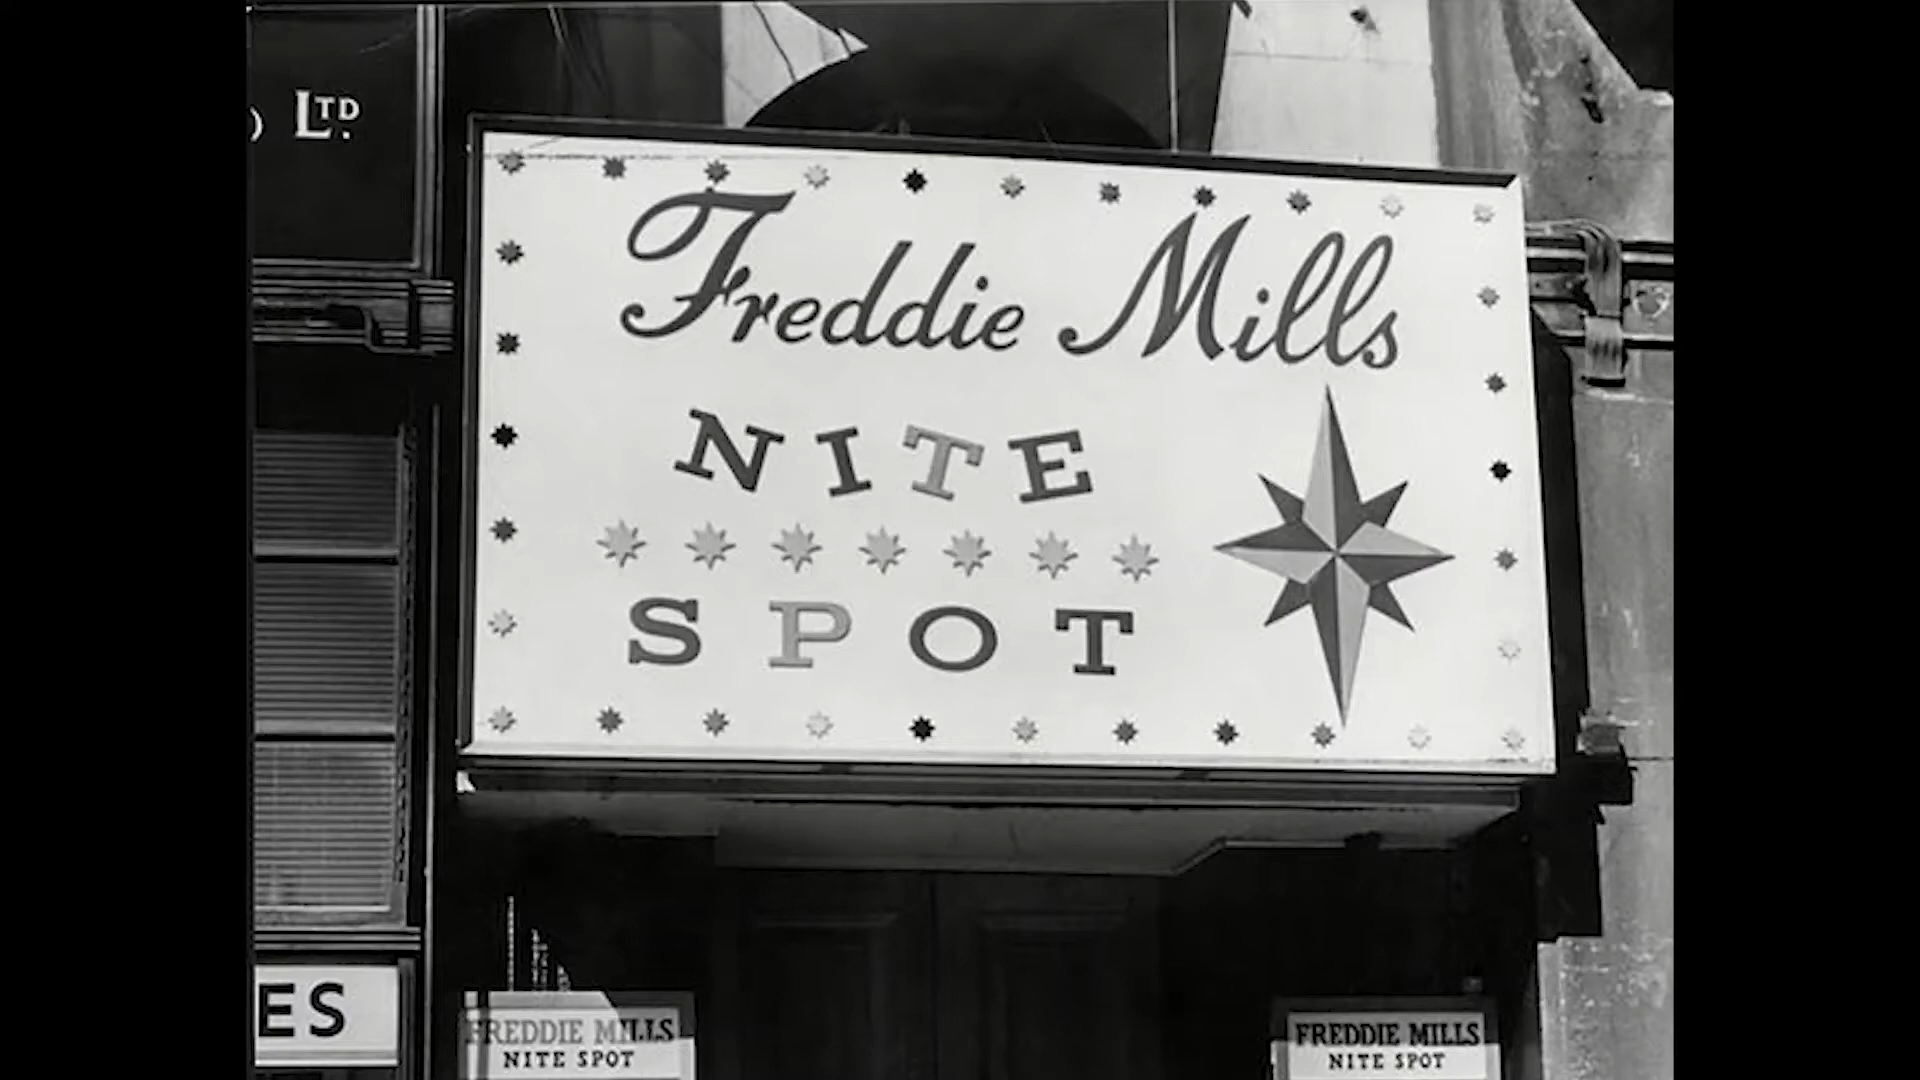 ) LTD.
Freddie Mills
NITE
SPOT
ES
FREDDIE MILLS
NITE SPOT
FREDDIE MILLS
NITE SPOT